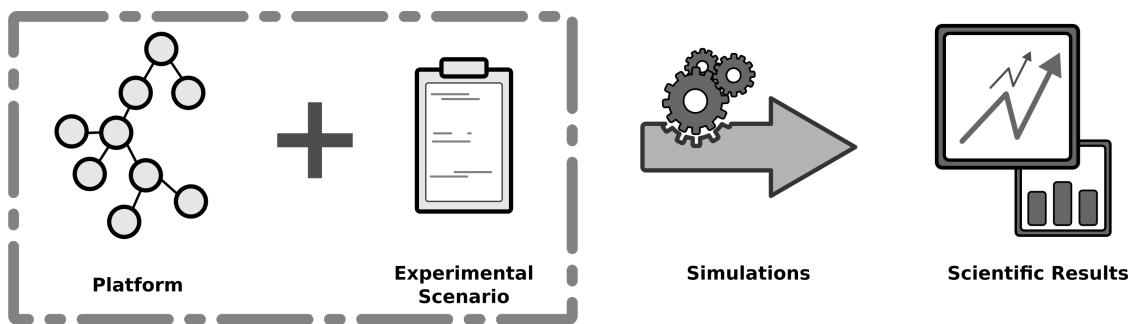 Platform
Experimental
Scenario
Simulations
Scientific Results